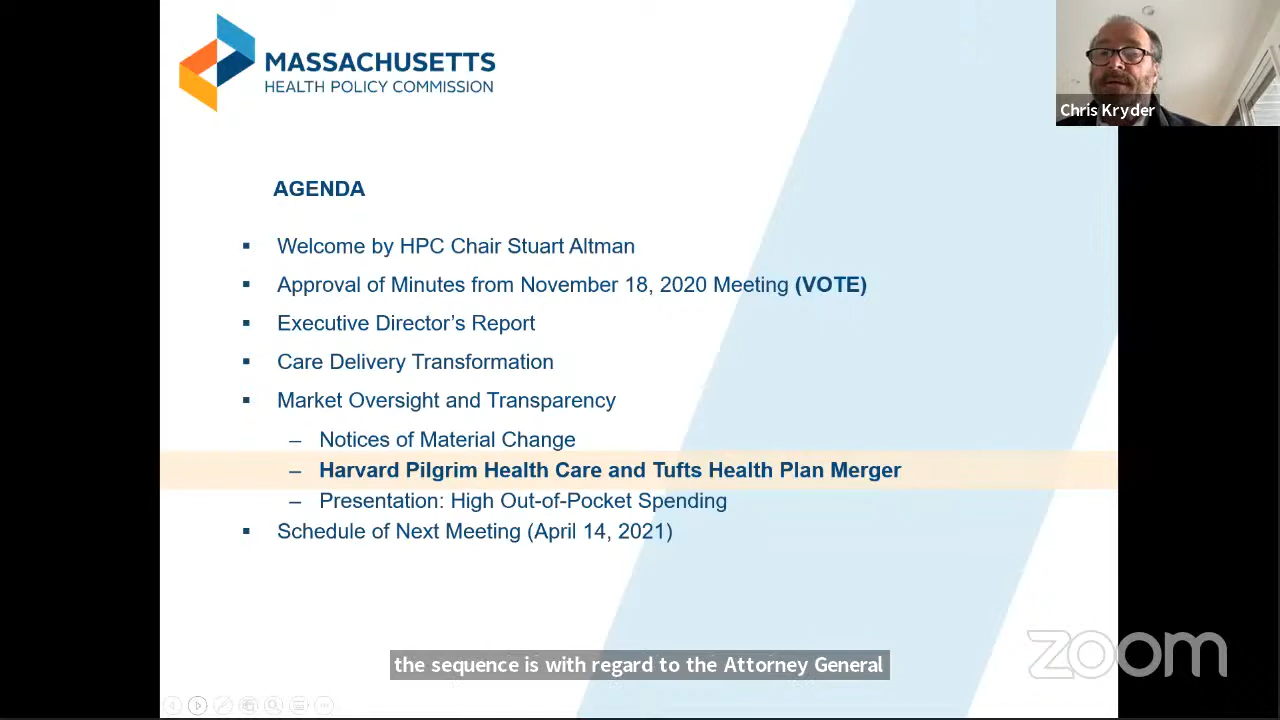 MASSACHUSETTS
HEALTH POLICY COMMISSION
Chris Kryder
AGENDA
▪ Welcome by HPC Chair Stuart Altman
▪ Approval of Minutes from November 18, 2020 Meeting (VOTE)
▪ Executive Director’s Report
▪ Care Delivery Transformation
▪ Market Oversight and Transparency
– Notices of Material Change
– Harvard Pilgrim Health Care and Tufts Health Plan Merger
– Presentation: High Out-of-Pocket Spending
▪ Schedule of Next Meeting (April 14, 2021)
the sequence is with regard to the Attorney General
zoom